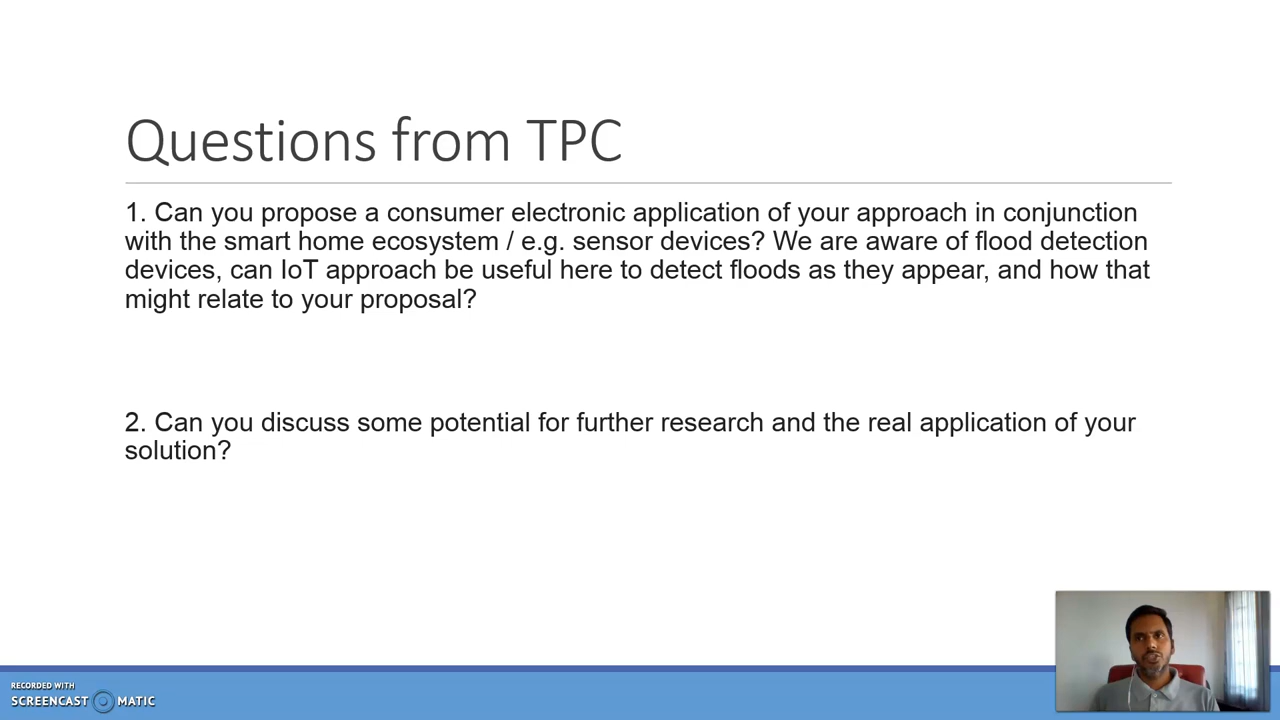 Questions from TPC
1. Can you propose a consumer electronic application of your approach in conjunction
with the smart home ecosystem / e.g. sensor devices? We are aware of flood detection
devices, can IoT approach be useful here to detect floods as they appear, and how that
might relate to your proposal?
2. Can you discuss some potential for further research and the real application of your
solution?
RECORDED WITH
SCREENCAST MATIC